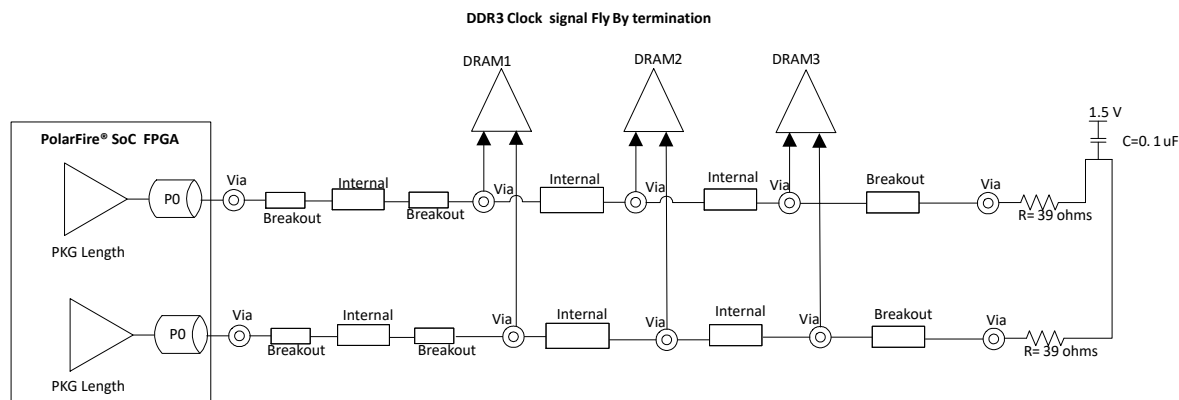 DDR3 Clock signal Fly By termination
DRAM1
DRAM2
DRAM3
1.5 V
C=0. 1 uF
PolarFire® SoC FPGA
P0
Via
Breakout
Internal
Breakout
Via
Internal
Via
Internal
Via
Breakout
Via
R= 39 ohms
PKG Length
P0
Via
Breakout
Internal
Breakout
Via
Internal
Via
Internal
Via
Breakout
Via
R= 39 ohms
PKG Length